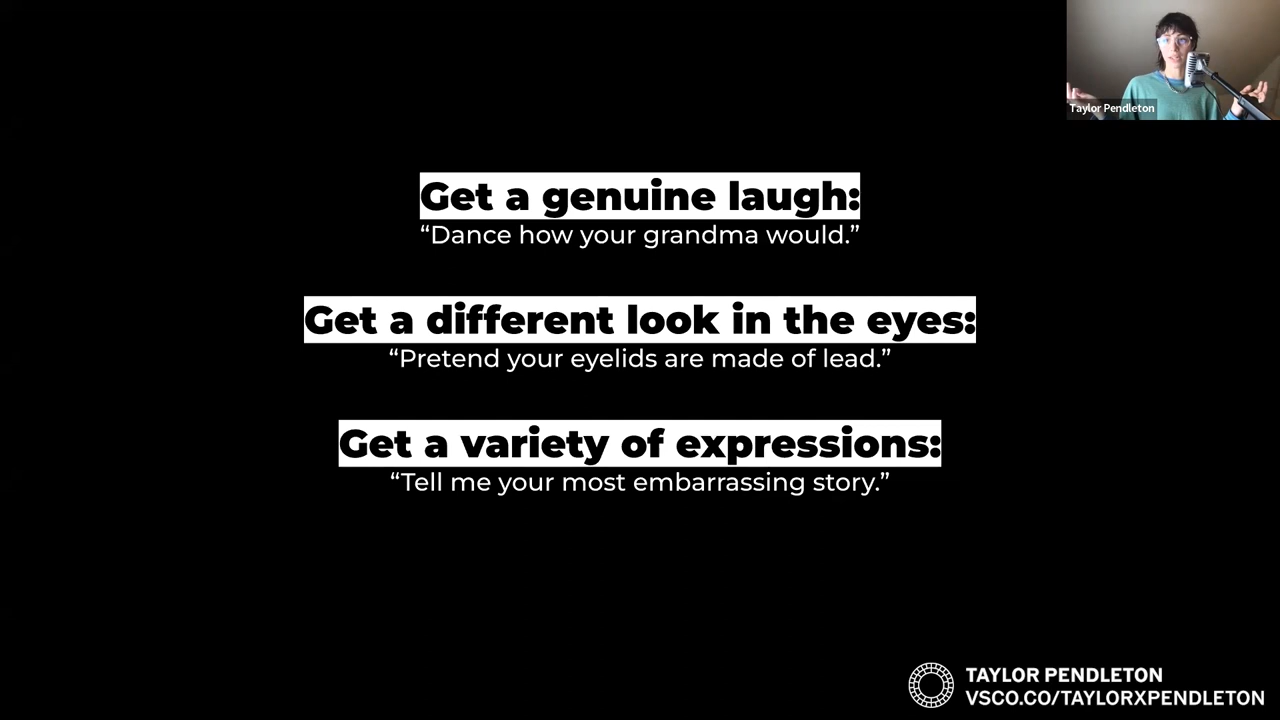 Taylor Pendleton
Get a genuine laugh:
“Dance how your grandma would.”
Get a different look in the eyes:
“Pretend your eyelids are made of lead.”
Get a variety of expressions:
“Tell me your most embarrassing story.”
TAYLOR PENDLETON
VSCO.CO/TAYLORXPENDLETON